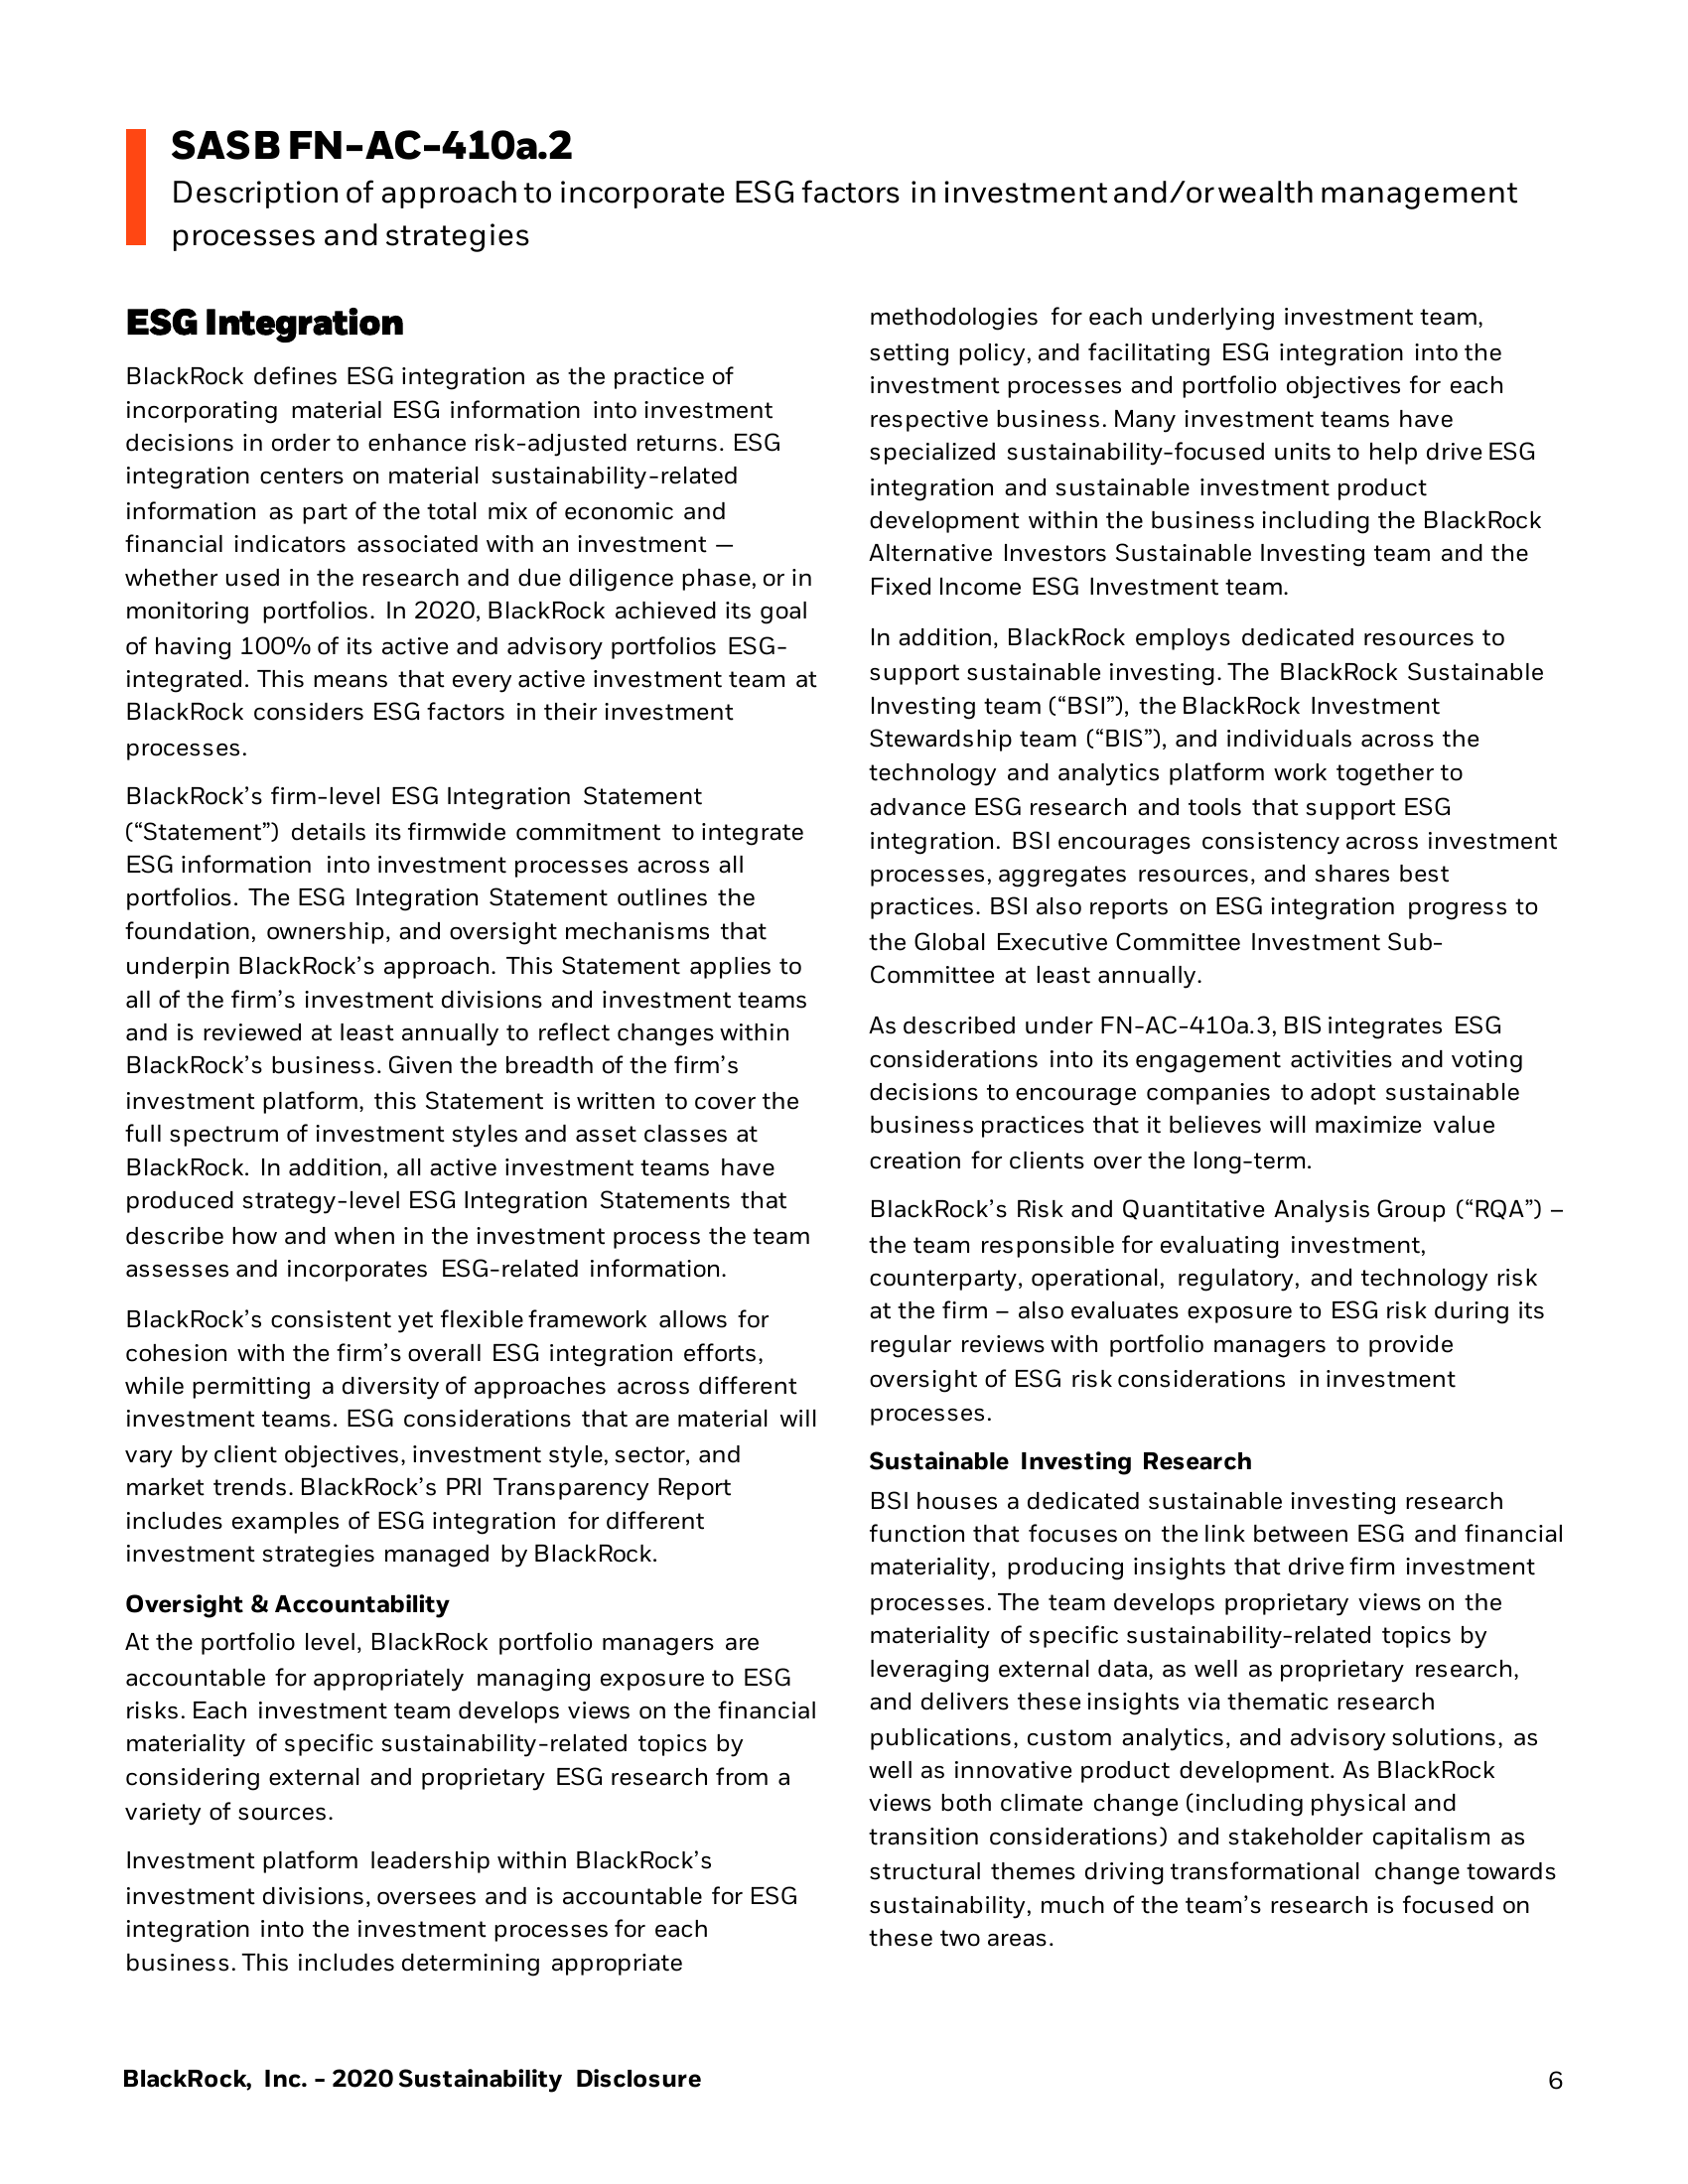 SASB FN-AC-410a.2
Description of approach to incorporate ESG factors in investment and/or wealth management
processes and strategies
ESG Integration
BlackRock defines ESG integration as the practice of
incorporating material ESG information into investment
decisions in order to enhance risk-adjusted returns. ESG
integration centers on material sustainability-related
information as part of the total mix of economic and
financial indicators associated with an investment —
whether used in the research and due diligence phase, or in
monitoring portfolios. In 2020, BlackRock achieved its goal
of having 100% of its active and advisory portfolios ESG-
integrated. This means that every active investment team at
BlackRock considers ESG factors in their investment
processes.
BlackRock’s firm-level ESG Integration Statement
(“Statement”) details its firmwide commitment to integrate
ESG information into investment processes across all
portfolios. The ESG Integration Statement outlines the
foundation, ownership, and oversight mechanisms that
underpin BlackRock’s approach. This Statement applies to
all of the firm’s investment divisions and investment teams
and is reviewed at least annually to reflect changes within
BlackRock’s business. Given the breadth of the firm’s
investment platform, this Statement is written to cover the
full spectrum of investment styles and asset classes at
BlackRock. In addition, all active investment teams have
produced strategy-level ESG Integration Statements that
describe how and when in the investment process the team
assesses and incorporates ESG-related information.
BlackRock’s consistent yet flexible framework allows for
cohesion with the firm’s overall ESG integration efforts,
while permitting a diversity of approaches across different
investment teams. ESG considerations that are material will
vary by client objectives, investment style, sector, and
market trends. BlackRock’s PRI Transparency Report
includes examples of ESG integration for different
investment strategies managed by BlackRock.
Oversight & Accountability
At the portfolio level, BlackRock portfolio managers are
accountable for appropriately managing exposure to ESG
risks. Each investment team develops views on the financial
materiality of specific sustainability-related topics by
considering external and proprietary ESG research from a
variety of sources.
Investment platform leadership within BlackRock’s
investment divisions, oversees and is accountable for ESG
integration into the investment processes for each
business. This includes determining appropriate
methodologies for each underlying investment team,
setting policy, and facilitating ESG integration into the
investment processes and portfolio objectives for each
respective business. Many investment teams have
specialized sustainability-focused units to help drive ESG
integration and sustainable investment product
development within the business including the BlackRock
Alternative Investors Sustainable Investing team and the
Fixed Income ESG Investment team.
In addition, BlackRock employs dedicated resources to
support sustainable investing. The BlackRock Sustainable
Investing team (“BSI”), the BlackRock Investment
Stewardship team (“BIS”), and individuals across the
technology and analytics platform work together to
advance ESG research and tools that support ESG
integration. BSI encourages consistency across investment
processes, aggregates resources, and shares best
practices. BSI also reports on ESG integration progress to
the Global Executive Committee Investment Sub-
Committee at least annually.
As described under FN-AC-410a.3, BIS integrates ESG
considerations into its engagement activities and voting
decisions to encourage companies to adopt sustainable
business practices that it believes will maximize value
creation for clients over the long-term.
BlackRock’s Risk and Quantitative Analysis Group (“RQA”) –
the team responsible for evaluating investment,
counterparty, operational, regulatory, and technology risk
at the firm – also evaluates exposure to ESG risk during its
regular reviews with portfolio managers to provide
oversight of ESG risk considerations in investment
processes.
Sustainable Investing Research
BSI houses a dedicated sustainable investing research
function that focuses on the link between ESG and financial
materiality, producing insights that drive firm investment
processes. The team develops proprietary views on the
materiality of specific sustainability-related topics by
leveraging external data, as well as proprietary research,
and delivers these insights via thematic research
publications, custom analytics, and advisory solutions, as
well as innovative product development. As BlackRock
views both climate change (including physical and
transition considerations) and stakeholder capitalism as
structural themes driving transformational change towards
sustainability, much of the team’s research is focused on
these two areas.
BlackRock, Inc. - 2020 Sustainability Disclosure
6